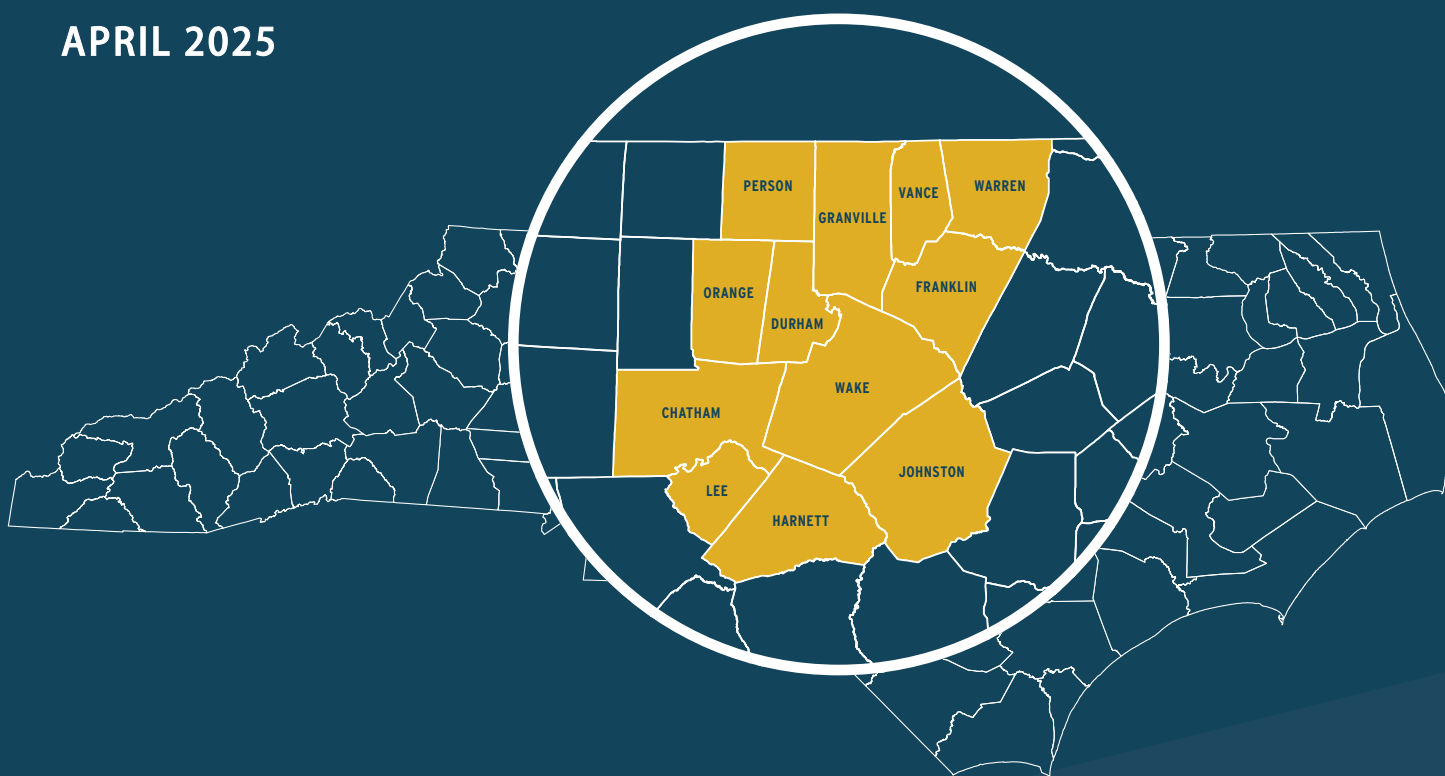 APRIL 2025
PERSON
GRANVILLE
VANCE
WARREN
ORANGE
DURHAM
FRANKLIN
CHATHAM
WAKE
LEE
HARNETT
JOHNSTON